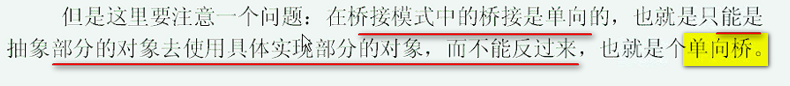 但是这里要注意一个问题：在桥接模式中的桥接是单向的，也就是只能是
抽象部分的对象去使用具体实现部分的对象，而不能反过来，也就是个单向桥。